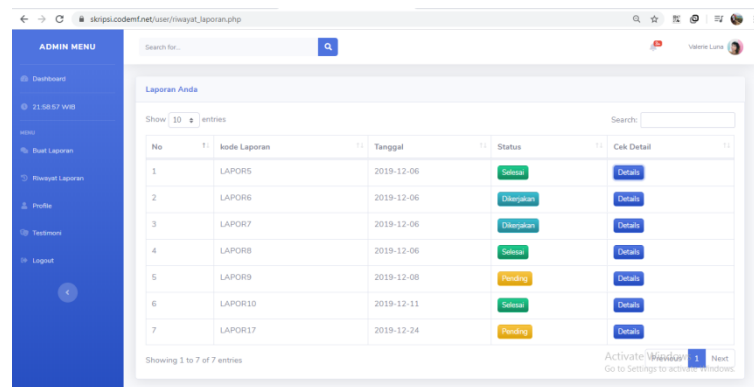 skripsi.codemf.net/user/riwayat_laporan.php
ADMIN MENU
Search for...
Valerie Luna
Dashboard
21:58:57 WIB
MENU
Buat Laporan
Riwayat Laporan
Profile
Testimoni
Logout
Laporan Anda
Show 10 entries
Search:
No kode Laporan Tanggal Status Cek Detail
1 LAPOR5 2019-12-06 Selesai Details
2 LAPOR6 2019-12-06 Dikerjakan Details
3 LAPOR7 2019-12-06 Dikerjakan Details
4 LAPOR8 2019-12-06 Selesai Details
5 LAPOR9 2019-12-08 Pending Details
6 LAPOR10 2019-12-11 Selesai Details
7 LAPOR17 2019-12-24 Pending Details
Showing 1 to 7 of 7 entries
Previous 1 Next
Activate Windows
Go to Settings to activate Windows.